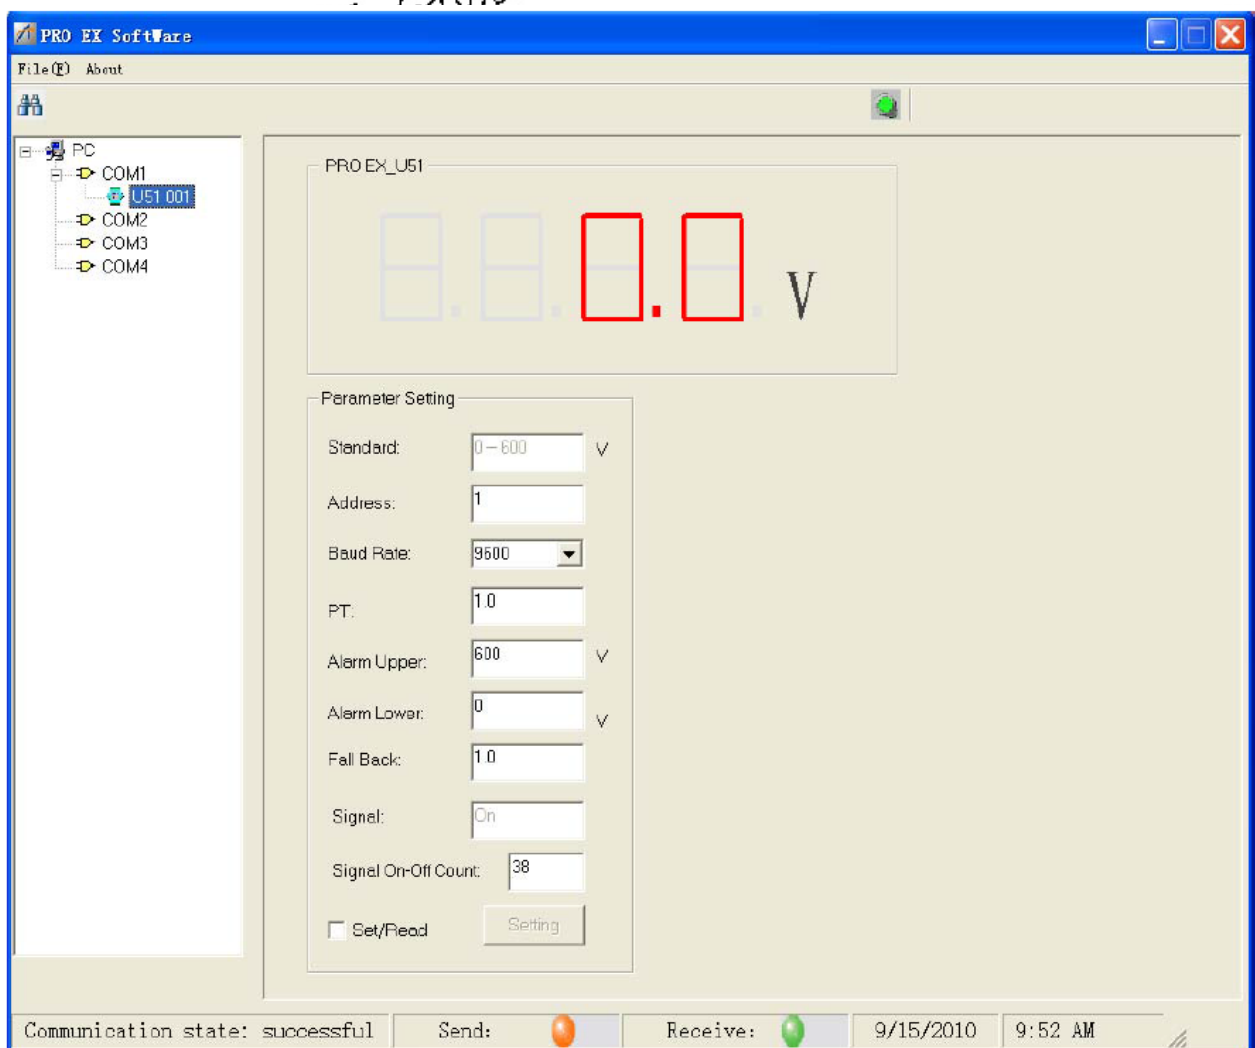 PRO EX SoftWare
File(F) About
PC
COM1
U51 001
COM2
COM3
COM4
PRO EX_U51
0.0 V
Parameter Setting
Standard: 0-600 V
Address: 1
Baud Rate: 9600
PT: 1.0
Alarm Upper: 600 V
Alarm Lower: 0 V
Fall Back: 1.0
Signal: On
Signal On-Off Count: 38
Set/Read Setting
Communication state: successful Send: Receive: 9/15/2010 9:52 AM